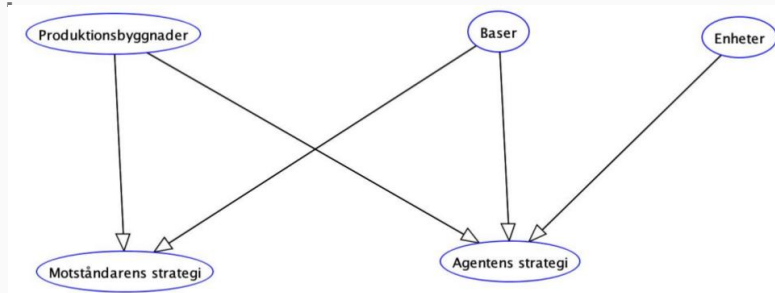 Produktionsbyggnader
Baser
Enheter
Motståndarens strategi
Agentens strategi